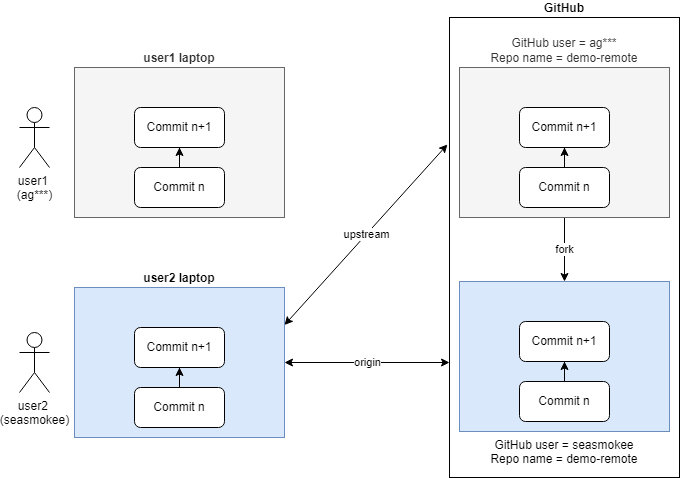 GitHub
user1 laptop
GitHub user = ag***
Repo name = demo-remote
Commit n+1
Commit n
Commit n+1
Commit n
user1
(ag***)
upstream
fork
user2 laptop
Commit n+1
Commit n
origin
Commit n+1
Commit n
user2
(seasmokee)
GitHub user = seasmokee
Repo name = demo-remote